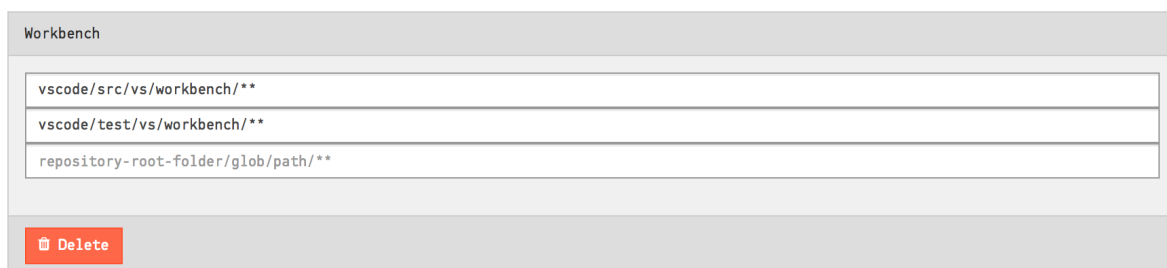 Workbench
vscode/src/vs/workbench/**
vscode/test/vs/workbench/**
repository-root-folder/glob/path/**
Delete